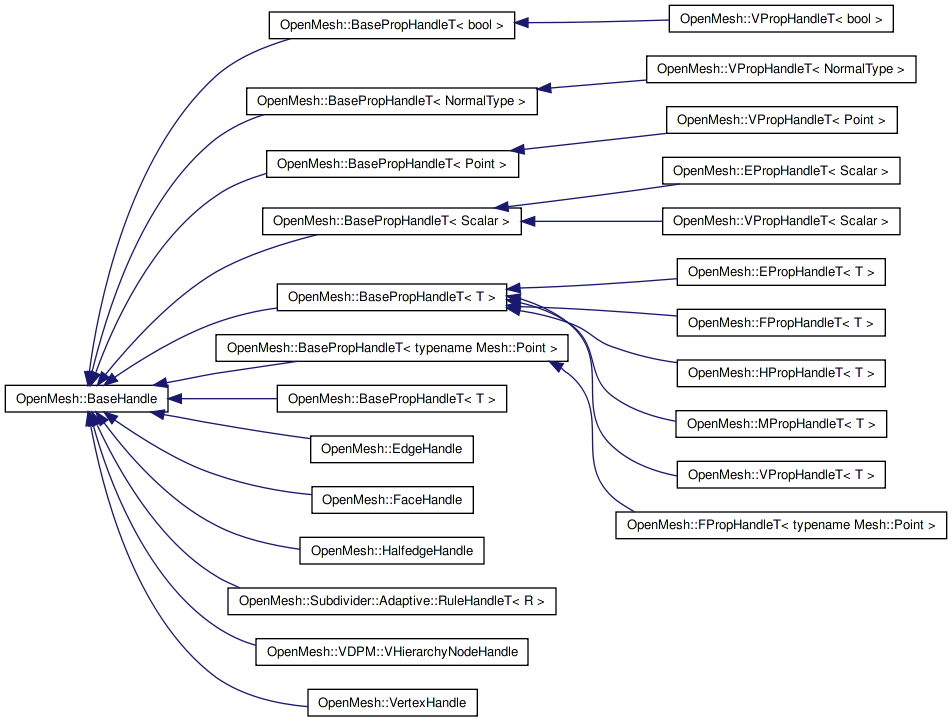 OpenMesh::BaseHandle
OpenMesh::BasePropHandleT< bool >
OpenMesh::BasePropHandleT< NormalType >
OpenMesh::BasePropHandleT< Point >
OpenMesh::BasePropHandleT< Scalar >
OpenMesh::BasePropHandleT< T >
OpenMesh::BasePropHandleT< typename Mesh::Point >
OpenMesh::BasePropHandleT< T >
OpenMesh::EdgeHandle
OpenMesh::FaceHandle
OpenMesh::HalfedgeHandle
OpenMesh::Subdivider::Adaptive::RuleHandleT< R >
OpenMesh::VDPM::VHierarchyNodeHandle
OpenMesh::VertexHandle
OpenMesh::VPropHandleT< bool >
OpenMesh::VPropHandleT< NormalType >
OpenMesh::VPropHandleT< Point >
OpenMesh::EPropHandleT< Scalar >
OpenMesh::VPropHandleT< Scalar >
OpenMesh::EPropHandleT< T >
OpenMesh::FPropHandleT< T >
OpenMesh::HPropHandleT< T >
OpenMesh::MPropHandleT< T >
OpenMesh::VPropHandleT< T >
OpenMesh::FPropHandleT< typename Mesh::Point >